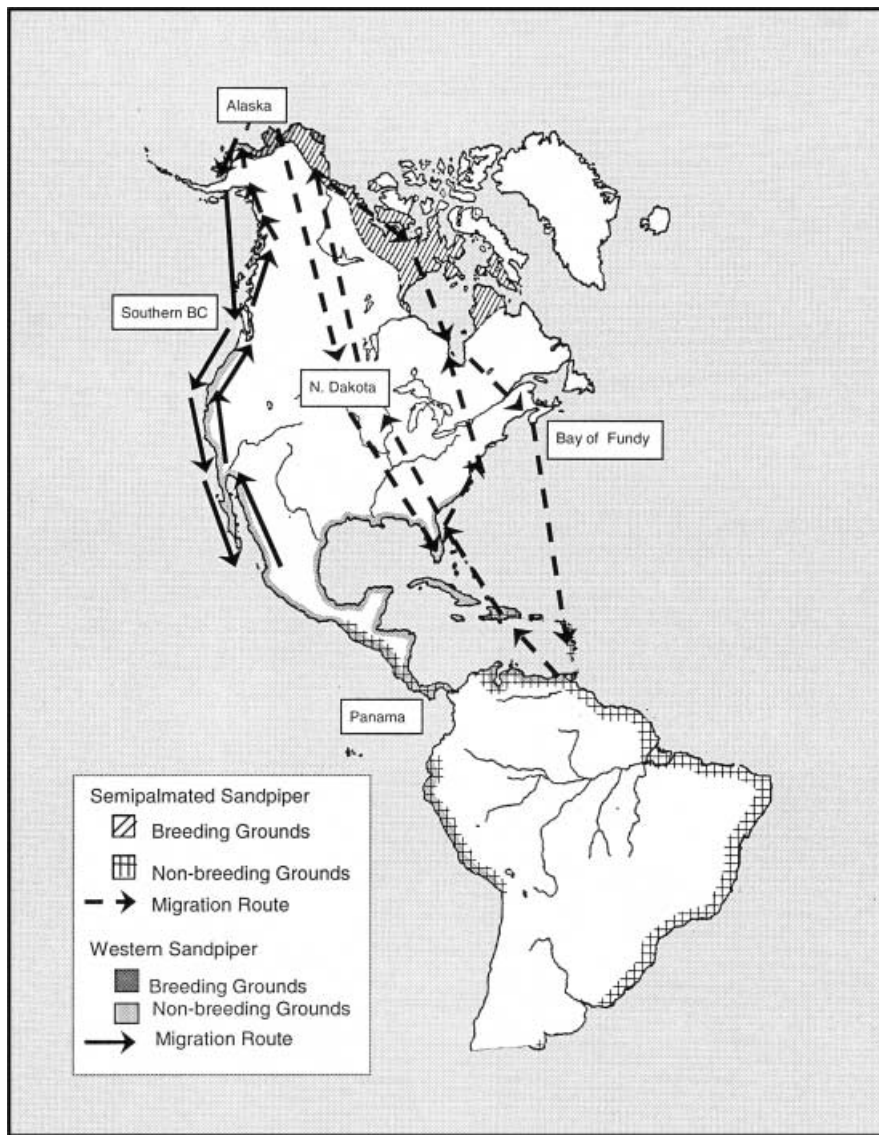 Alaska
Southern BC
N. Dakota
Bay of Fundy
Panama
Semipalmated Sandpiper
Breeding Grounds
Non-breeding Grounds
Migration Route
Western Sandpiper
Breeding Grounds
Non-breeding Grounds
Migration Route